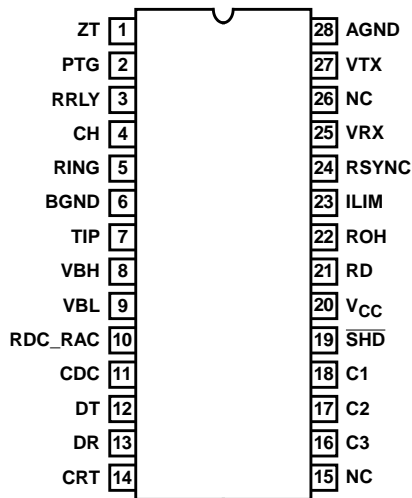 ZT 1 28 AGND
PTG 2 27 VTX
RRLY 3 26 NC
CH 4 25 VRX
RING 5 24 RSYNC
BGND 6 23 ILIM
TIP 7 22 ROH
VBH 8 21 RD
VBL 9 20 VCC
RDC_RAC 10 19 SHD
CDC 11 18 C1
DT 12 17 C2
DR 13 16 C3
CRT 14 15 NC